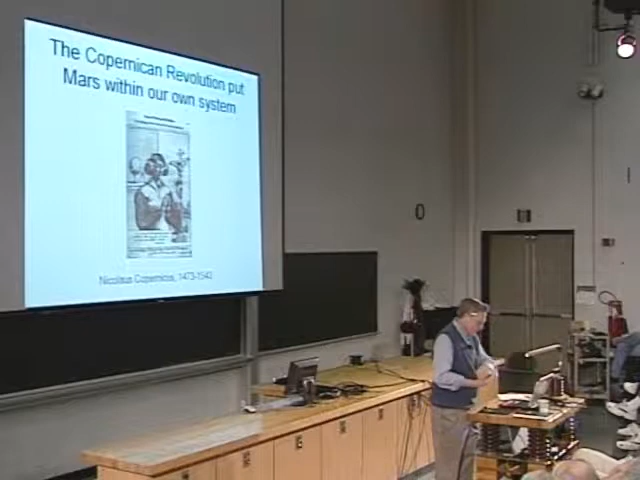 The Copernican Revolution put
Mars within our own system
Nicolaus Copernicus, 1473-1543